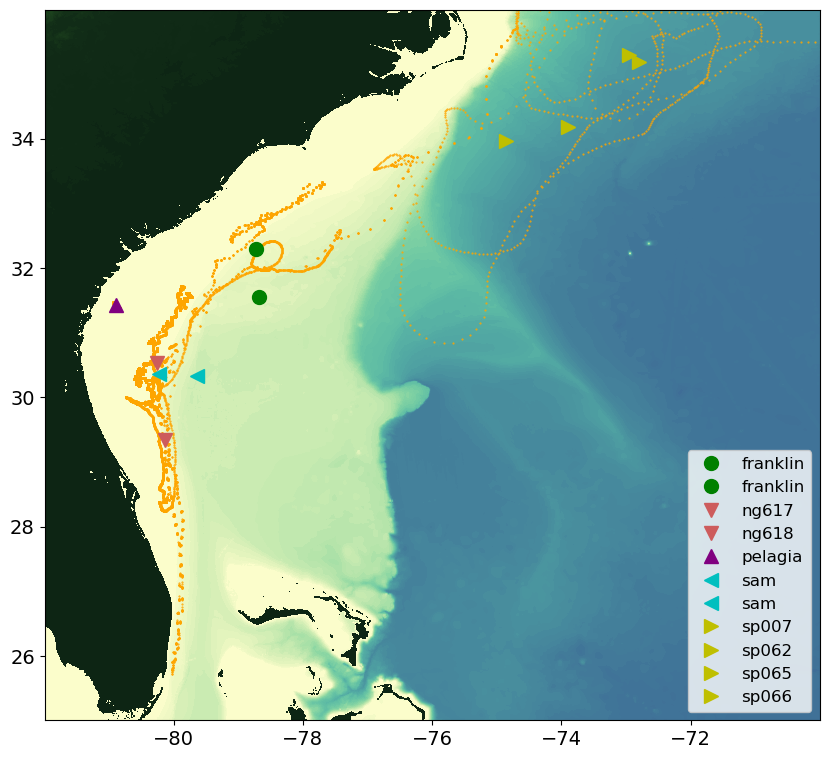 34
32
30
28
26
franklin
franklin
ng617
ng618
pelagia
sam
sam
sp007
sp062
sp065
sp066
−80 −78 −76 −74 −72